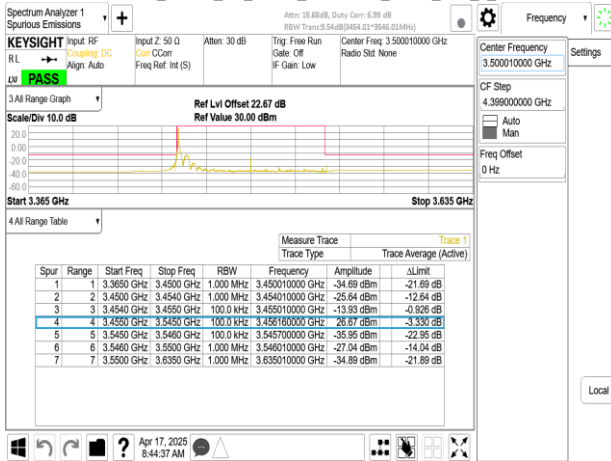 Spectrum Analyzer 1
Spurious Emissions
Attn: 15.68dB, Duty Corr: 6.99 dB
RBW Trans:9.54dB(3454.01~3546.01MHz)
Frequency
KEYSIGHT
Input: RF
Coupling: DC
Align: Auto
Input Z: 50 Ω
Corr CCorr
Freq Ref: Int (S)
Atten: 30 dB
Trig: Free Run
Gate: Off
IF Gain: Low
Center Freq: 3.500010000 GHz
Radio Std: None
RL
LXI
PASS
Center Frequency
3.500010000 GHz
Settings
CF Step
4.399000000 GHz
Auto
Man
Freq Offset
0 Hz
3 All Range Graph
Scale/Div 10.0 dB
Ref Lvl Offset 22.67 dB
Ref Value 30.00 dBm
20.0
0.00
-20.0
-40.0
-60.0
Start 3.365 GHz
Stop 3.635 GHz
4 All Range Table
Measure Trace Trace 1
Trace Type Trace Average (Active)
Spur Range Start Freq Stop Freq RBW Frequency Amplitude ΔLimit
1 1 3.3650 GHz 3.4500 GHz 1.000 MHz 3.450010000 GHz -34.69 dBm -21.69 dB
2 2 3.4500 GHz 3.4540 GHz 1.000 MHz 3.454010000 GHz -25.64 dBm -12.64 dB
3 3 3.4540 GHz 3.4550 GHz 100.0 kHz 3.455010000 GHz -13.93 dBm -0.926 dB
4 4 3.4550 GHz 3.5450 GHz 100.0 kHz 3.456160000 GHz 26.67 dBm -3.330 dB
5 5 3.5450 GHz 3.5460 GHz 100.0 kHz 3.545700000 GHz -35.95 dBm -22.95 dB
6 6 3.5460 GHz 3.5500 GHz 1.000 MHz 3.546010000 GHz -27.04 dBm -14.04 dB
7 7 3.5500 GHz 3.6350 GHz 1.000 MHz 3.635010000 GHz -34.89 dBm -21.89 dB
Local
?
Apr 17, 2025
8:44:37 AM